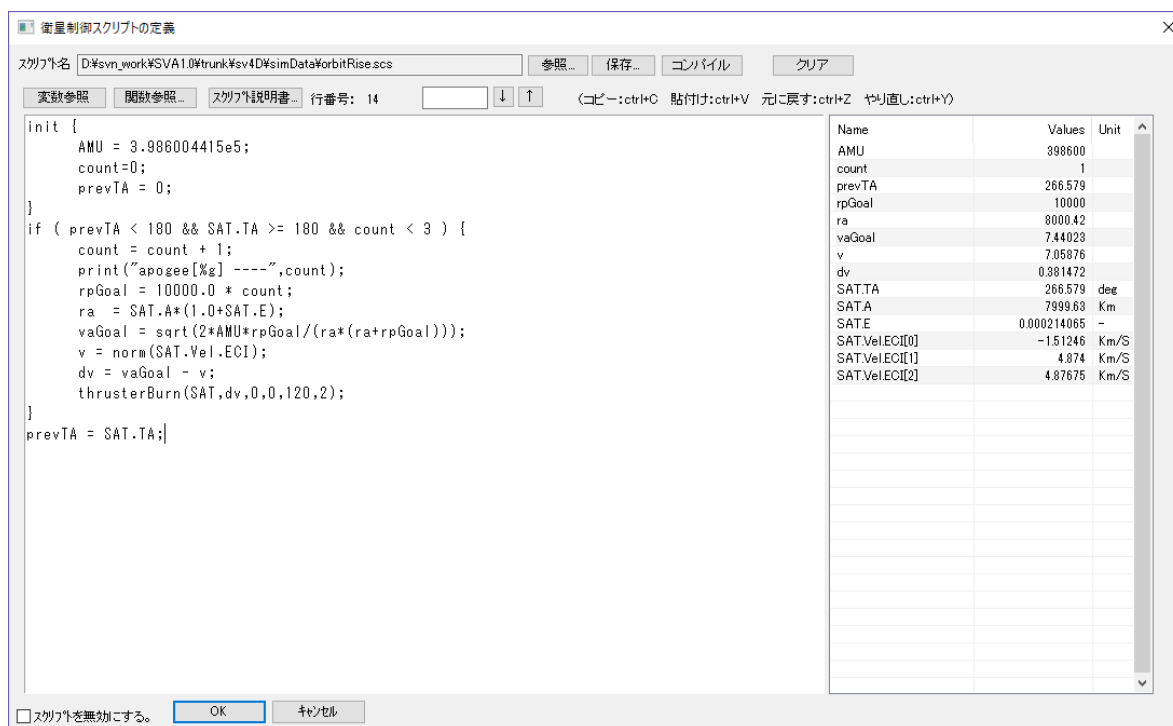 衛星制御スクリプトの定義
スクリプト名 D:¥svn_work¥SVA1.0¥trunk¥sv4D¥simData¥orbitRise.scs 参照... 保存... コンパイル クリア
変数参照 関数参照... スクリプト説明書... 行番号: 14 ↓ ↑ (コピー:ctrl+C 貼付け:ctrl+V 元に戻す:ctrl+Z やり直し:ctrl+Y)
init {
AMU = 3.986004415e5;
count=0;
prevTA = 0;
}
if ( prevTA < 180 && SAT.TA >= 180 && count < 3 ) {
count = count + 1;
print("apogee[%g] ----",count);
rpGoal = 10000.0 * count;
ra = SAT.A*(1.0+SAT.E);
vaGoal = sqrt(2*AMU*rpGoal/(ra*(ra+rpGoal)));
v = norm(SAT.Vel.ECI);
dv = vaGoal - v;
thrusterBurn(SAT,dv,0,0,120,2);
}
prevTA = SAT.TA;
Name Values Unit
AMU 398600
count 1
prevTA 266.579
rpGoal 10000
ra 8000.42
vaGoal 7.44023
v 7.05876
dv 0.381472
SAT.TA 266.579 deg
SAT.A 7999.63 Km
SAT.E 0.000214065 -
SAT.Vel.ECI[0] -1.51246 Km/S
SAT.Vel.ECI[1] 4.874 Km/S
SAT.Vel.ECI[2] 4.87675 Km/S
スクリプトを無効にする。 OK キャンセル